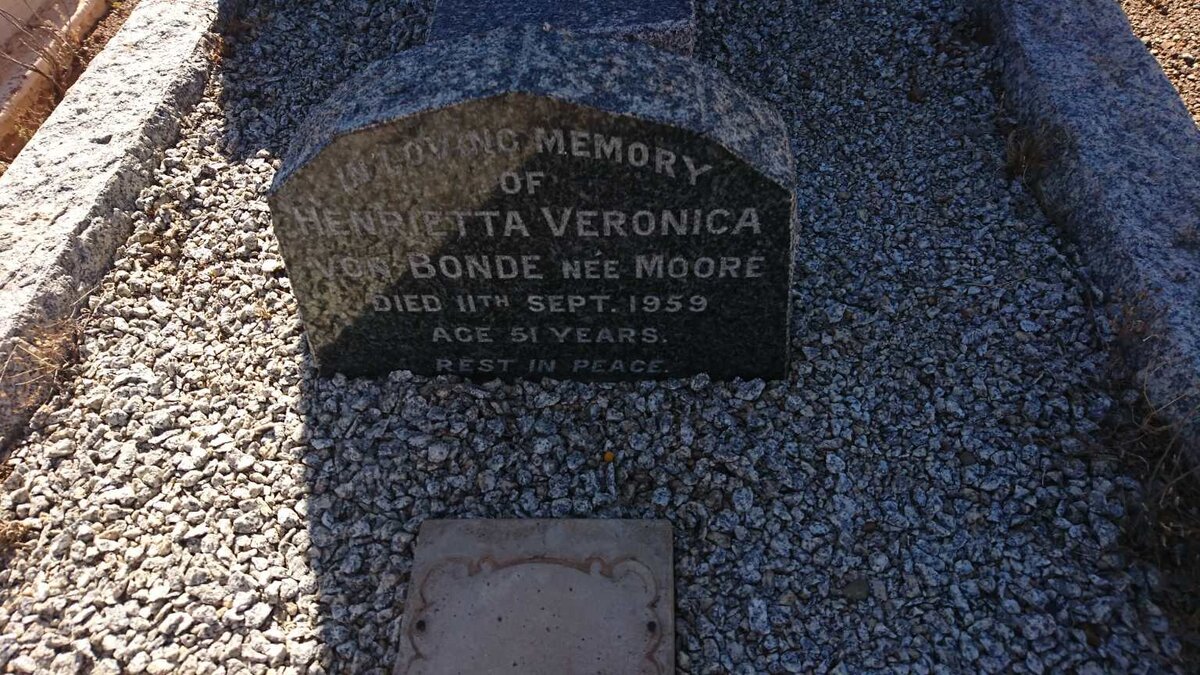 IN LOVING MEMORY
OF
HENRIETTA VERONICA
VON BONDE NÉE MOORE
DIED 11TH SEPT. 1959
AGE 51 YEARS.
REST IN PEACE.